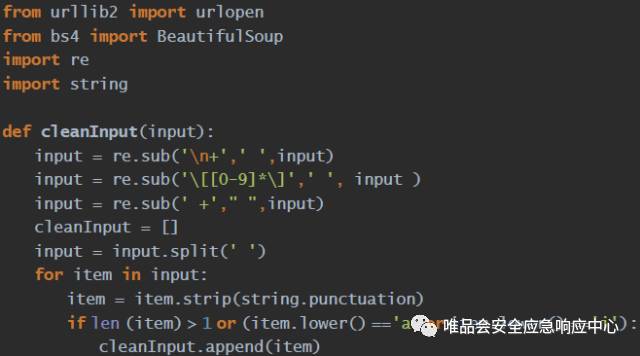 from urllib2 import urlopen
from bs4 import BeautifulSoup
import re
import string
def cleanInput(input):
input = re.sub('\n+',' ',input)
input = re.sub('\[[0-9]*\]',' ', input )
input = re.sub(' +'," ",input)
cleanInput = []
input = input.split(' ')
for item in input:
item = item.strip(string.punctuation)
if len (item) > 1 or (item.lower() =='a' or
cleanInput.append(item)
唯品会安全应急响应中心